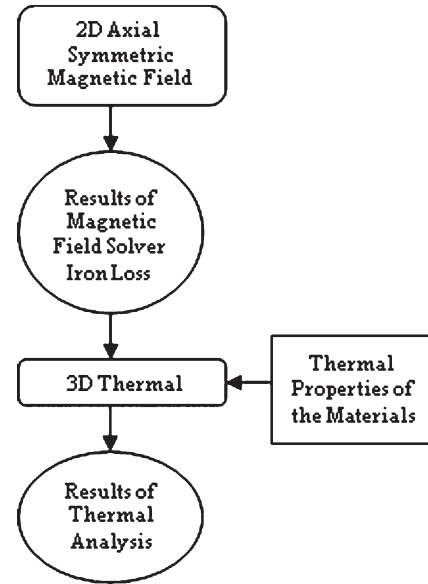 2D Axial
Symmetric
Magnetic Field
Results of
Magnetic
Field Solver
Iron Loss
3D Thermal
Thermal
Properties of
the Materials
Results of
Thermal
Analysis